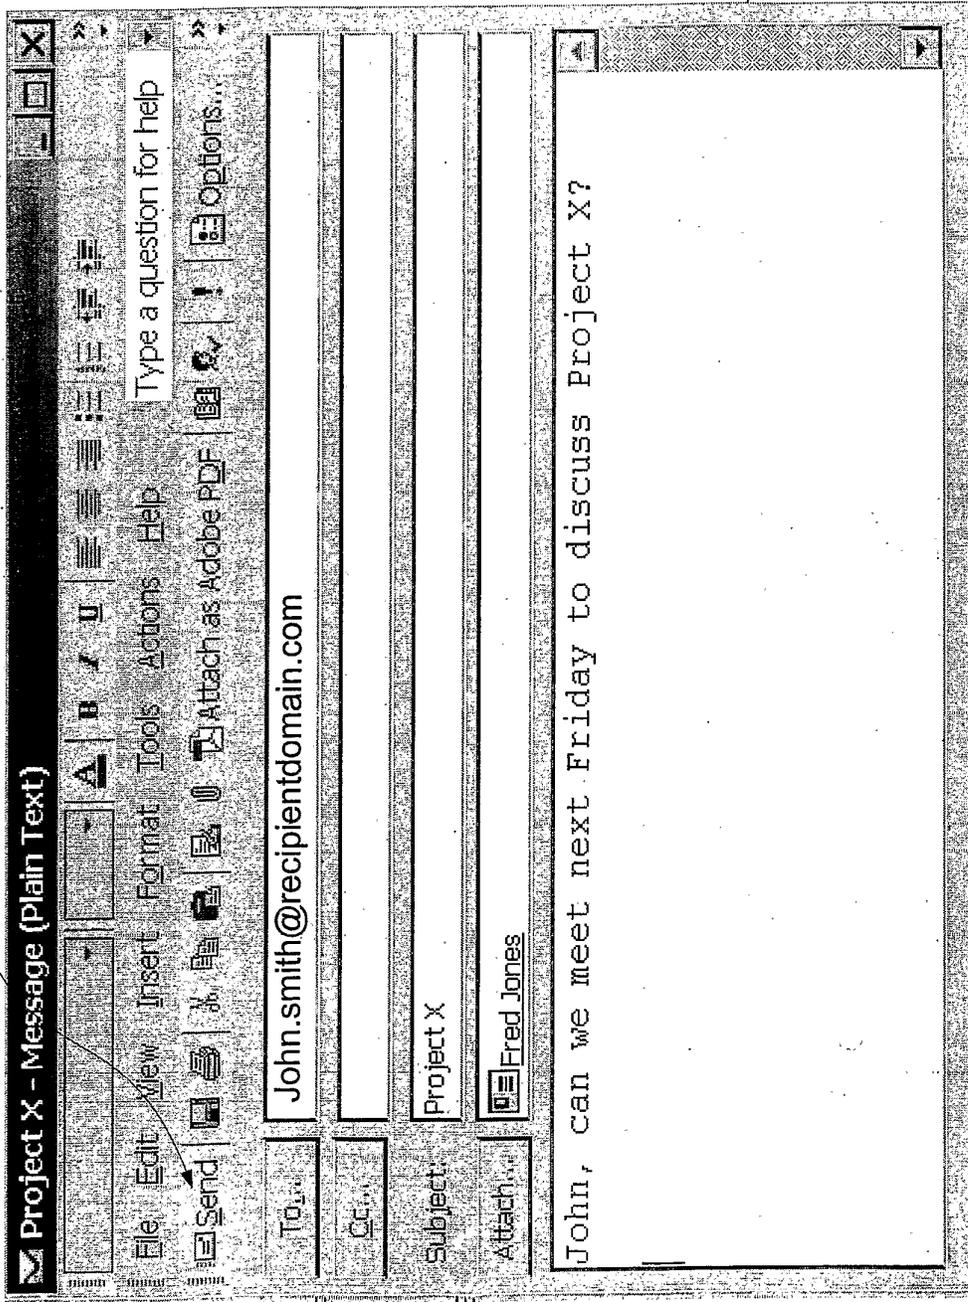 Project X - Message (Plain Text)
A B I U
File Edit View Insert Format Tools Actions Help Type a question for help
Send Attach as Adobe PDF Options...
To... John.smith@recipientdomain.com
Cc...
Subject: Project X
Attach... Fred Jones
John, can we meet next Friday to discuss Project X?